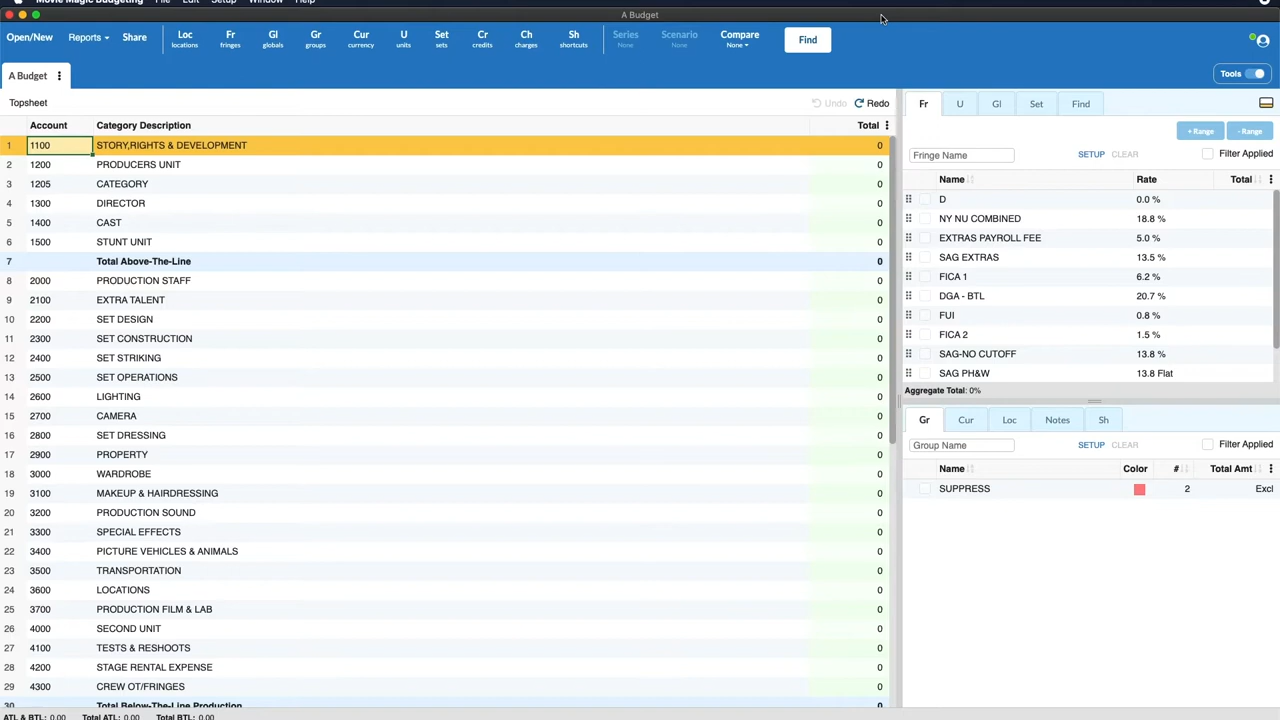 Movie Magic Budgeting File Edit Setup Window Help
A Budget
Open/New Reports Share Loc Fr Gl Gr Cur U Set Cr Ch Sh Series Scenario Compare Find
locations fringes globals groups currency units sets credits charges shortcuts None None None
A Budget Tools
Topsheet Undo Redo
Account Category Description Total
1 1100 STORY,RIGHTS & DEVELOPMENT 0
2 1200 PRODUCERS UNIT 0
3 1205 CATEGORY 0
4 1300 DIRECTOR 0
5 1400 CAST 0
6 1500 STUNT UNIT 0
7 Total Above-The-Line 0
8 2000 PRODUCTION STAFF 0
9 2100 EXTRA TALENT 0
10 2200 SET DESIGN 0
11 2300 SET CONSTRUCTION 0
12 2400 SET STRIKING 0
13 2500 SET OPERATIONS 0
14 2600 LIGHTING 0
15 2700 CAMERA 0
16 2800 SET DRESSING 0
17 2900 PROPERTY 0
18 3000 WARDROBE 0
19 3100 MAKEUP & HAIRDRESSING 0
20 3200 PRODUCTION SOUND 0
21 3300 SPECIAL EFFECTS 0
22 3400 PICTURE VEHICLES & ANIMALS 0
23 3500 TRANSPORTATION 0
24 3600 LOCATIONS 0
25 3700 PRODUCTION FILM & LAB 0
26 4000 SECOND UNIT 0
27 4100 TESTS & RESHOOTS 0
28 4200 STAGE RENTAL EXPENSE 0
29 4300 CREW OT/FRINGES 0
30 Total Below-The-Line Production 0
ATL & BTL: 0.00 Total ATL: 0.00 Total BTL: 0.00
Fr U Gl Set Find
+ Range - Range
Fringe Name SETUP CLEAR Filter Applied
Name Rate Total
D 0.0 %
NY NU COMBINED 18.8 %
EXTRAS PAYROLL FEE 5.0 %
SAG EXTRAS 13.5 %
FICA 1 6.2 %
DGA - BTL 20.7 %
FUI 0.8 %
FICA 2 1.5 %
SAG-NO CUTOFF 13.8 %
SAG PH&W 13.8 Flat
Aggregate Total: 0%
Gr Cur Loc Notes Sh
Group Name SETUP CLEAR Filter Applied
Name Color # Total Amt
SUPPRESS 2 Excl